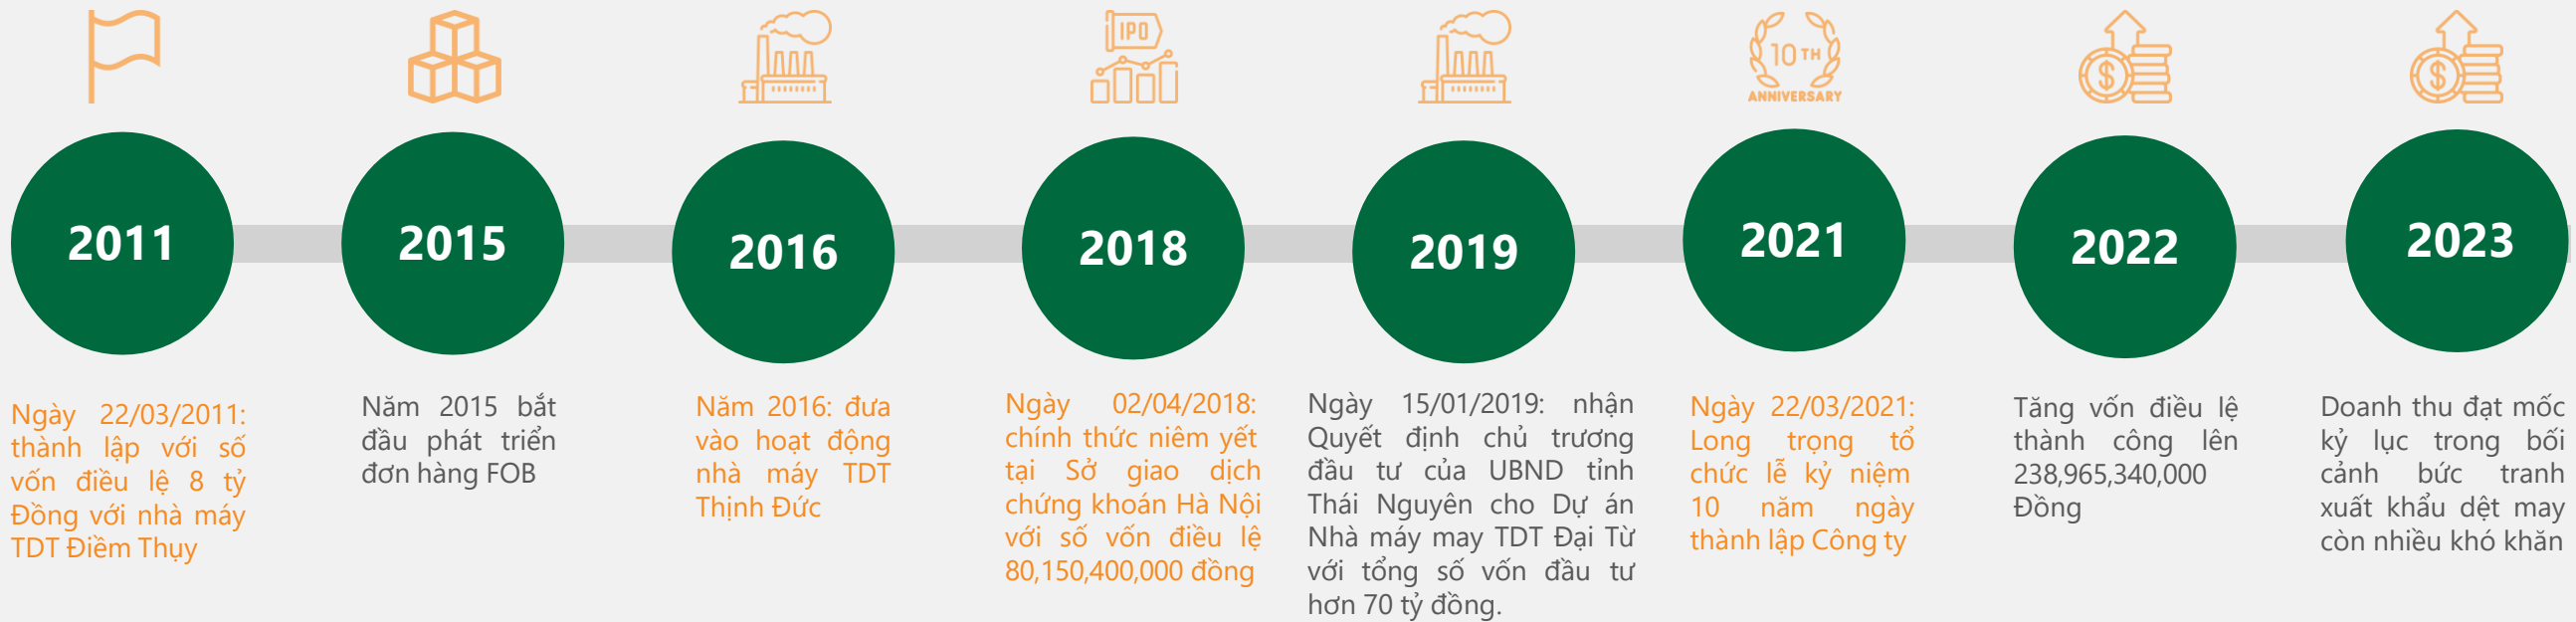 IPO
10 TH
ANNIVERSARY
2011
2015
2016
2018
2019
2021
2022
2023
Ngày 22/03/2011:
thành lập với số
vốn điều lệ 8 tỷ
Đồng với nhà máy
TDT Điềm Thụy
Năm 2015 bắt
đầu phát triển
đơn hàng FOB
Năm 2016: đưa
vào hoạt động
nhà máy TDT
Thịnh Đức
Ngày 02/04/2018:
chính thức niêm yết
tại Sở giao dịch
chứng khoán Hà Nội
với số vốn điều lệ
80,150,400,000 đồng
Ngày 15/01/2019: nhận
Quyết định chủ trương
đầu tư của UBND tỉnh
Thái Nguyên cho Dự án
Nhà máy may TDT Đại Từ
với tổng số vốn đầu tư
hơn 70 tỷ đồng.
Ngày 22/03/2021:
Long trọng tổ
chức lễ kỷ niệm
10 năm ngày
thành lập Công ty
Tăng vốn điều lệ
thành công lên
238,965,340,000
Đồng
Doanh thu đạt mốc
kỷ lục trong bối
cảnh bức tranh
xuất khẩu dệt may
còn nhiều khó khăn